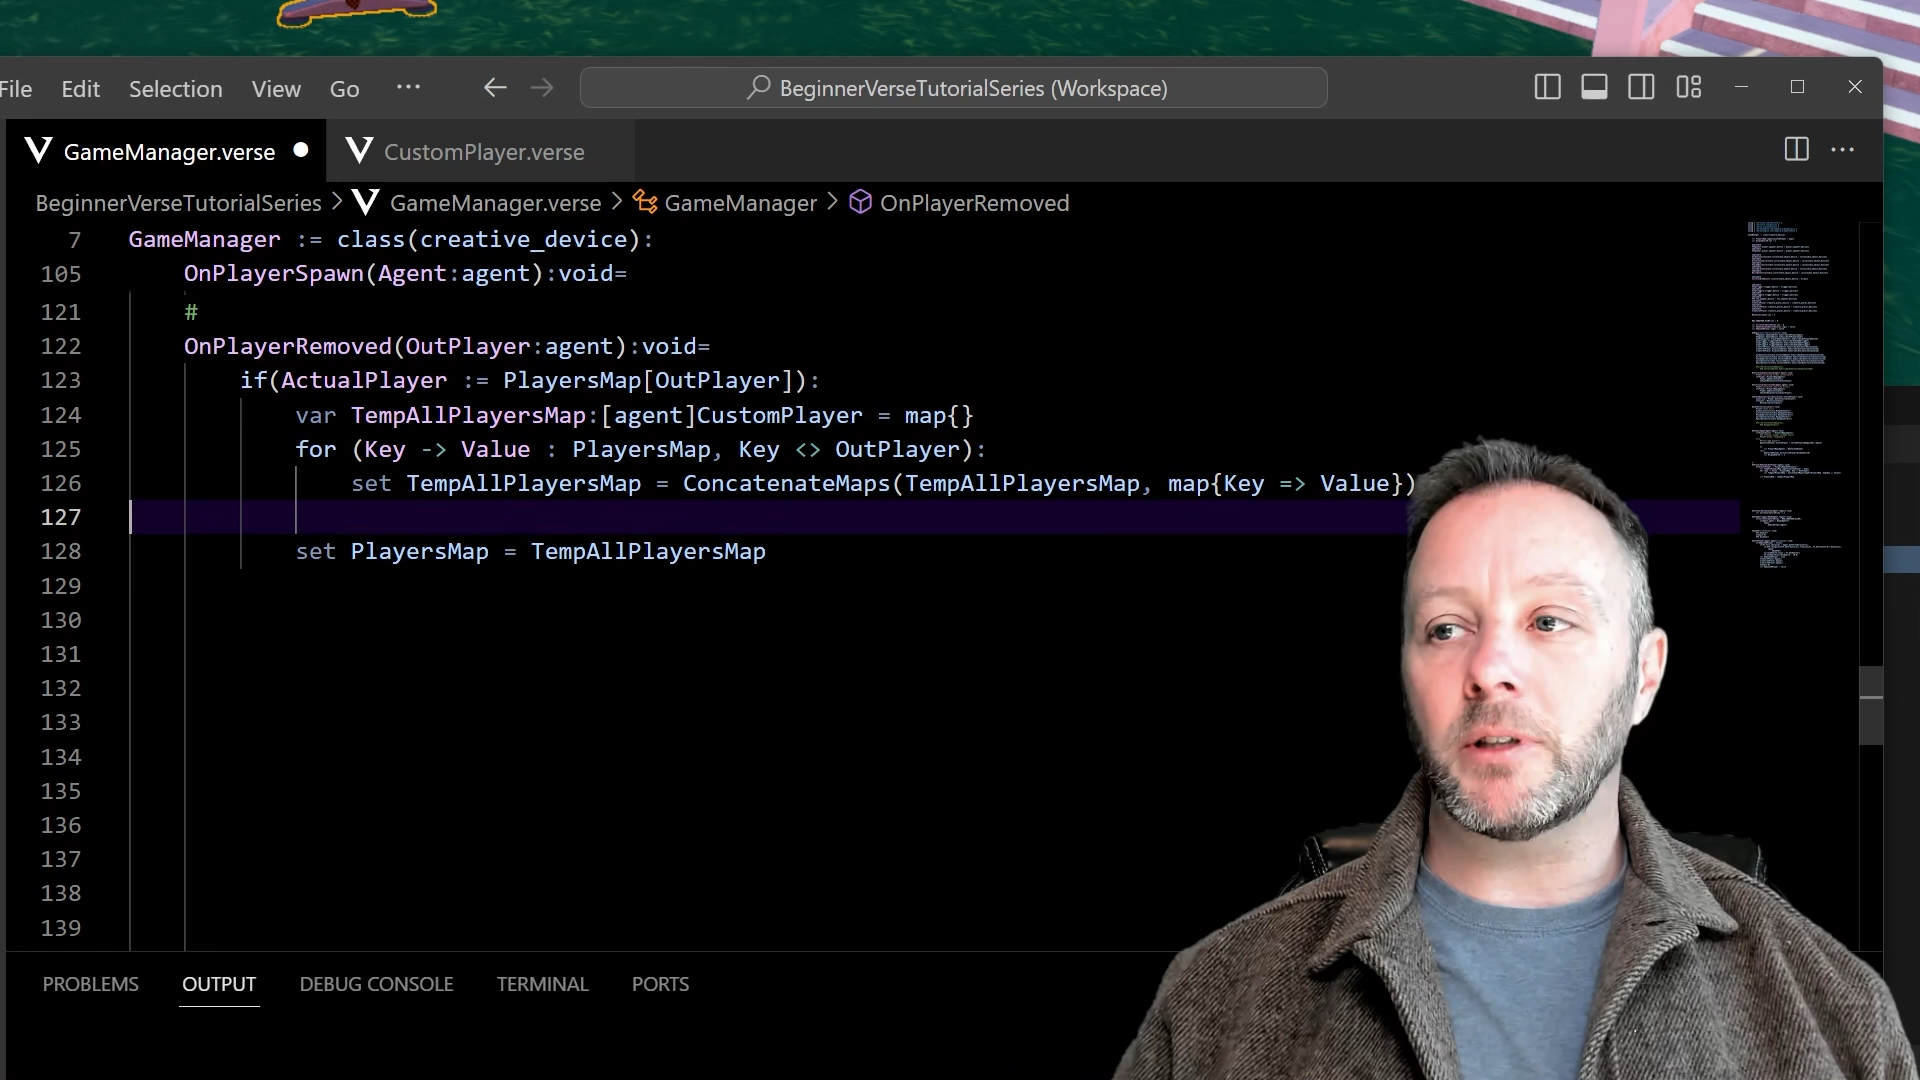 File Edit Selection View Go ··· BeginnerVerseTutorialSeries (Workspace)
GameManager.verse CustomPlayer.verse
BeginnerVerseTutorialSeries > GameManager.verse > GameManager > OnPlayerRemoved
7 GameManager := class(creative_device):
105 OnPlayerSpawn(Agent:agent):void=
121 #
122 OnPlayerRemoved(OutPlayer:agent):void=
123 if(ActualPlayer := PlayersMap[OutPlayer]):
124 var TempAllPlayersMap:[agent]CustomPlayer = map{}
125 for (Key -> Value : PlayersMap, Key <> OutPlayer):
126 set TempAllPlayersMap = ConcatenateMaps(TempAllPlayersMap, map{Key => Value})
127
128 set PlayersMap = TempAllPlayersMap
129
130
131
132
133
134
135
136
137
138
139
PROBLEMS OUTPUT DEBUG CONSOLE TERMINAL PORTS